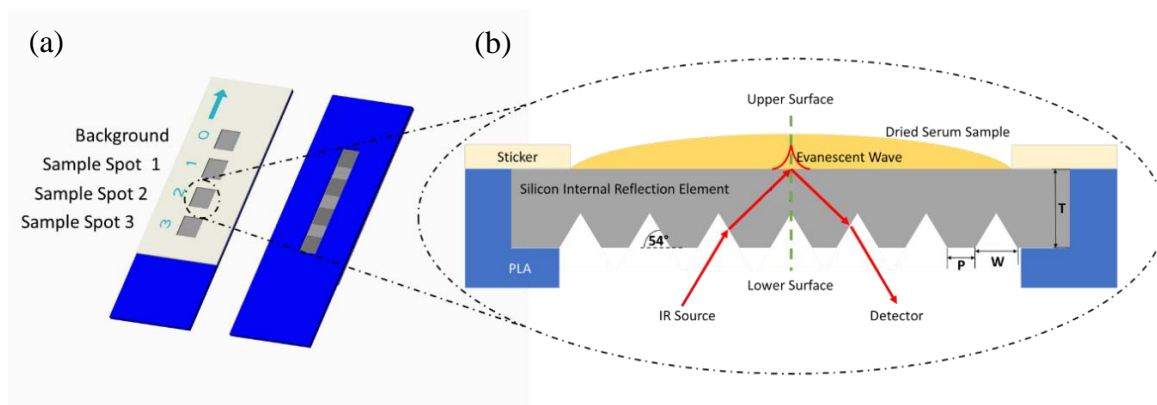 (a)
Background
Sample Spot 1
Sample Spot 2
Sample Spot 3
0
1
2
3
(b)
Upper Surface
Dried Serum Sample
Sticker
Evanescent Wave
Silicon Internal Reflection Element
T
54°
PLA
P
W
Lower Surface
IR Source
Detector